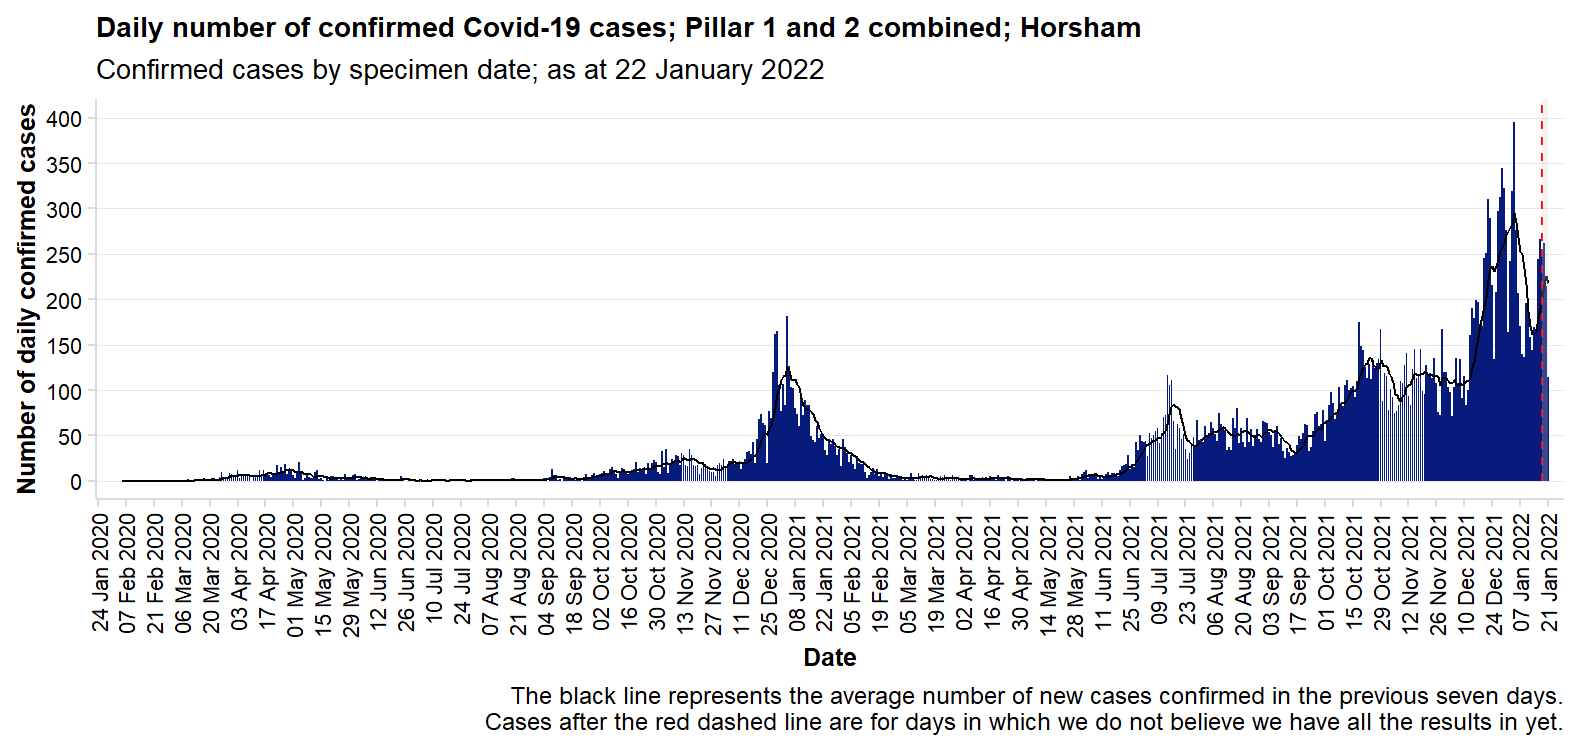 Daily number of confirmed Covid-19 cases; Pillar 1 and 2 combined; Horsham
Confirmed cases by specimen date; as at 22 January 2022
Number of daily confirmed cases
400
350
300
250
200
150
100
50
0
24 Jan 2020
07 Feb 2020
21 Feb 2020
06 Mar 2020
20 Mar 2020
03 Apr 2020
17 Apr 2020
01 May 2020
15 May 2020
29 May 2020
12 Jun 2020
26 Jun 2020
10 Jul 2020
24 Jul 2020
07 Aug 2020
21 Aug 2020
04 Sep 2020
18 Sep 2020
02 Oct 2020
16 Oct 2020
30 Oct 2020
13 Nov 2020
27 Nov 2020
11 Dec 2020
25 Dec 2020
08 Jan 2021
22 Jan 2021
05 Feb 2021
19 Feb 2021
05 Mar 2021
19 Mar 2021
02 Apr 2021
16 Apr 2021
30 Apr 2021
14 May 2021
28 May 2021
11 Jun 2021
25 Jun 2021
09 Jul 2021
23 Jul 2021
06 Aug 2021
20 Aug 2021
03 Sep 2021
17 Sep 2021
01 Oct 2021
15 Oct 2021
29 Oct 2021
12 Nov 2021
26 Nov 2021
10 Dec 2021
24 Dec 2021
07 Jan 2022
21 Jan 2022
Date
The black line represents the average number of new cases confirmed in the previous seven days.
Cases after the red dashed line are for days in which we do not believe we have all the results in yet.